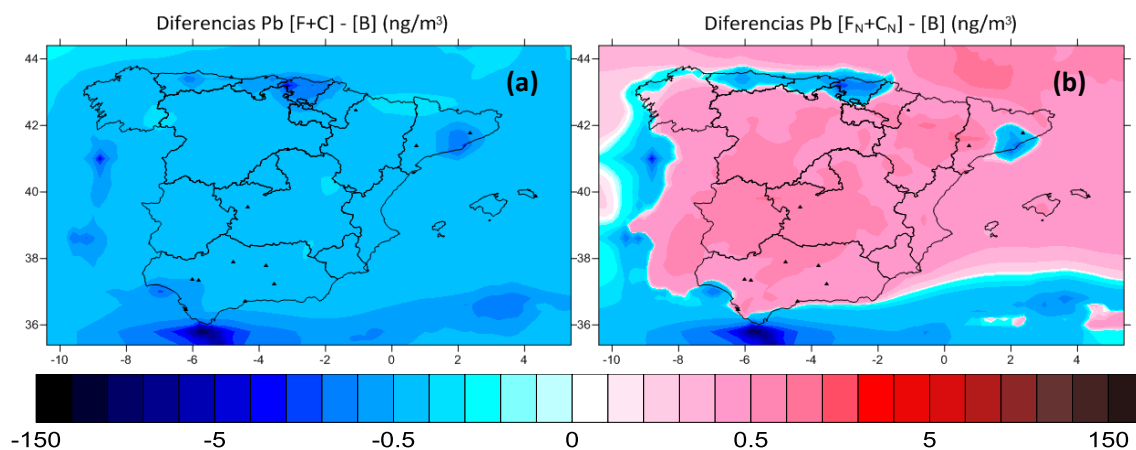 Diferencias Pb [F+C] - [B] (ng/m³) Diferencias Pb [F_N+C_N] - [B] (ng/m³)
44 (a) 44 (b)
42 42
40 40
38 38
36 36
-10 -8 -6 -4 -2 0 2 4 -10 -8 -6 -4 -2 0 2 4
-150 -5 -0.5 0 0.5 5 150